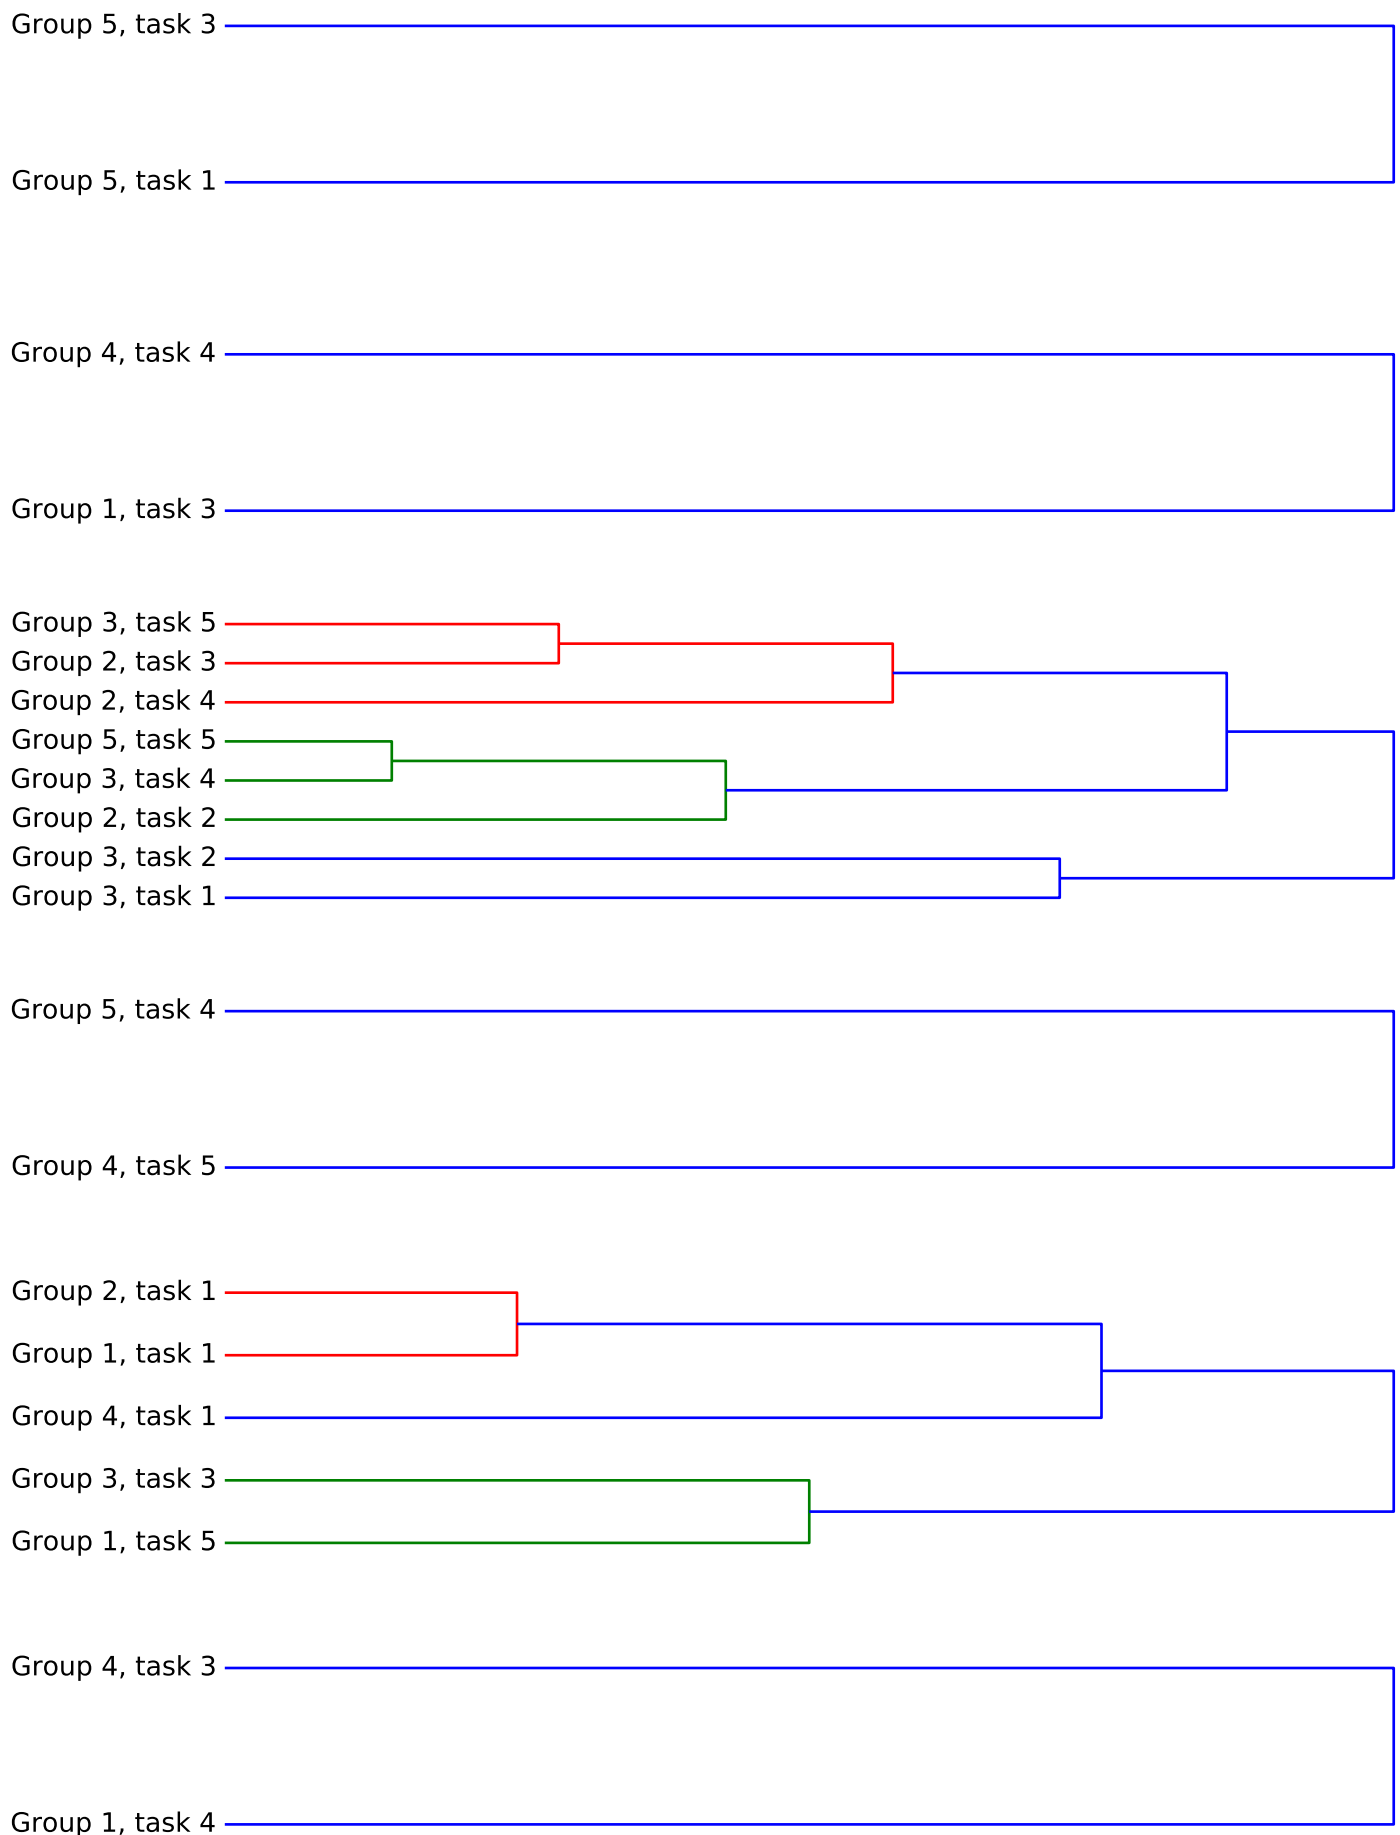 Group 5, task 3
Group 5, task 1
Group 4, task 4
Group 1, task 3
Group 3, task 5
Group 2, task 3
Group 2, task 4
Group 5, task 5
Group 3, task 4
Group 2, task 2
Group 3, task 2
Group 3, task 1
Group 5, task 4
Group 4, task 5
Group 2, task 1
Group 1, task 1
Group 4, task 1
Group 3, task 3
Group 1, task 5
Group 4, task 3
Group 1, task 4